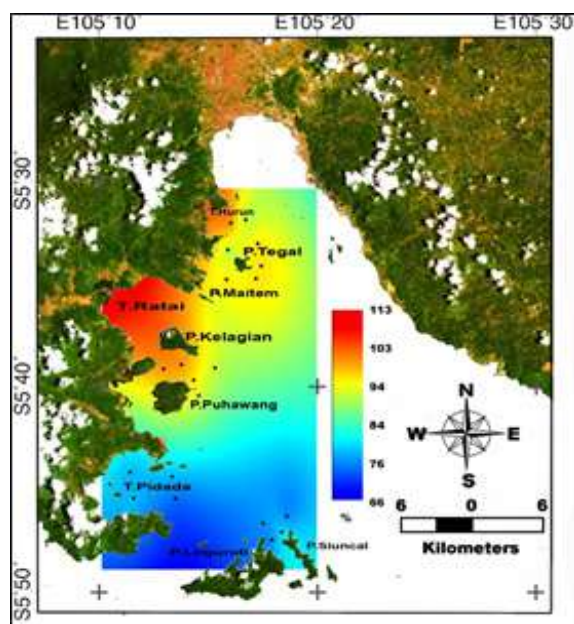 E105°10 E105°20 E105°30
S5°30
T.Hurun
P.Tegal
P.Maitem
T.Ratai
113
P.Kelagian
103
94
S5°40
P.Puhawang
84
N
W E
S
76
T.Pidada
66
%
6 0 6
P.Siuncal
Kilometers
S5°50